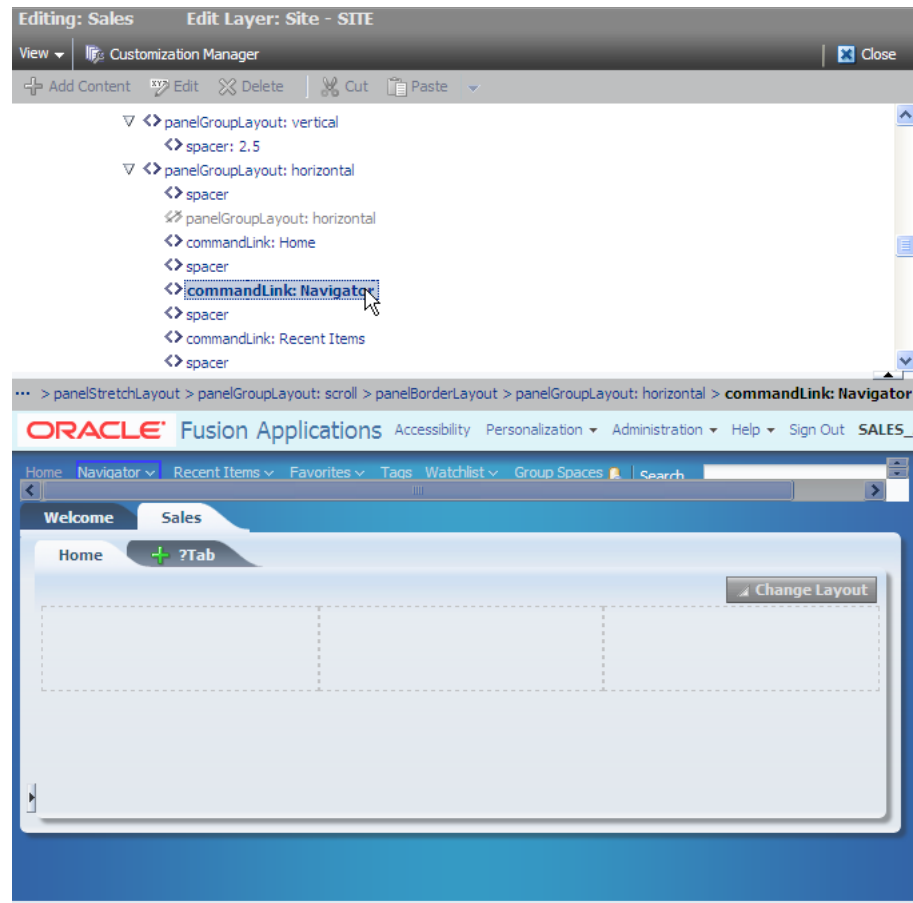 Editing: Sales Edit Layer: Site - SITE
View Customization Manager Close
Add Content Edit Delete Cut Paste
<> panelGroupLayout: vertical
<> spacer: 2.5
<> panelGroupLayout: horizontal
<> spacer
panelGroupLayout: horizontal
<> commandLink: Home
<> spacer
<> commandLink: Navigator
<> spacer
<> commandLink: Recent Items
<> spacer
... > panelStretchLayout > panelGroupLayout: scroll > panelBorderLayout > panelGroupLayout: horizontal > commandLink: Navigator
ORACLE Fusion Applications Accessibility Personalization Administration Help Sign Out SALES_
Home Navigator Recent Items Favorites Tags Watchlist Group Spaces Search
Welcome Sales
Home ?Tab
Change Layout